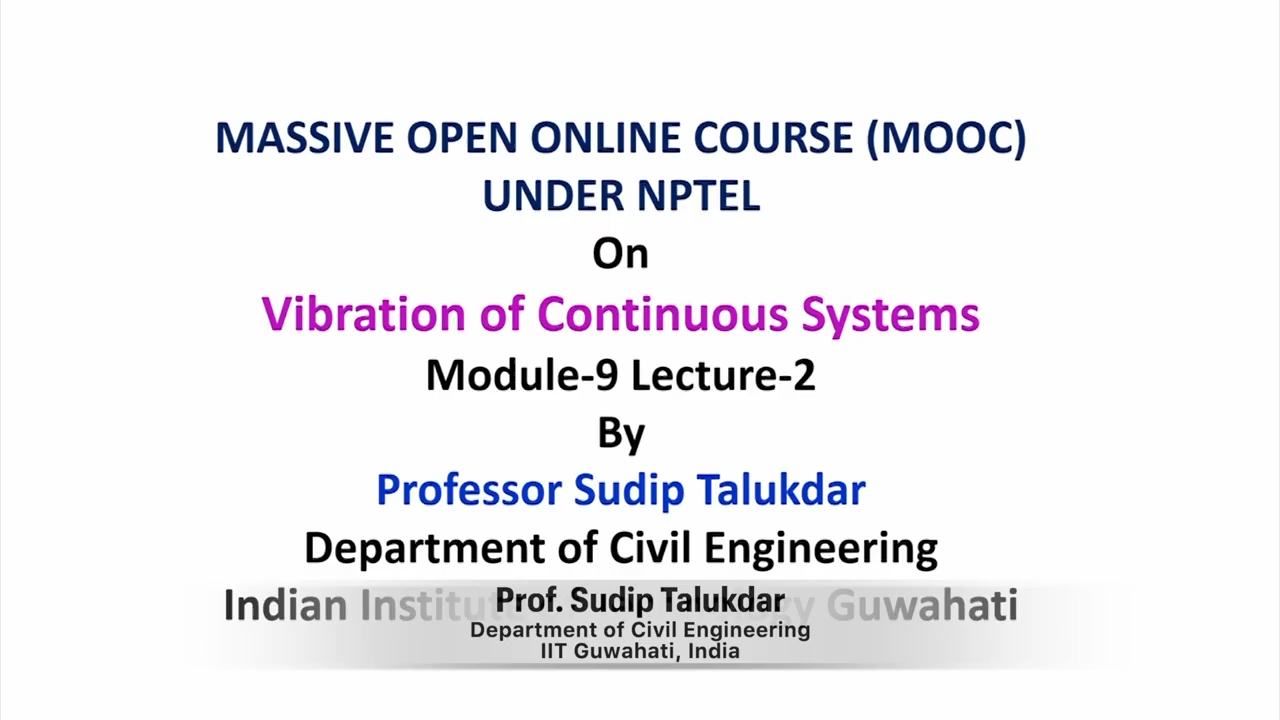 MASSIVE OPEN ONLINE COURSE (MOOC)
UNDER NPTEL
On
Vibration of Continuous Systems
Module-9 Lecture-2
By
Professor Sudip Talukdar
Department of Civil Engineering
Indian Guwahati
Prof. Sudip Talukdar
Department of Civil Engineering
IIT Guwahati, India